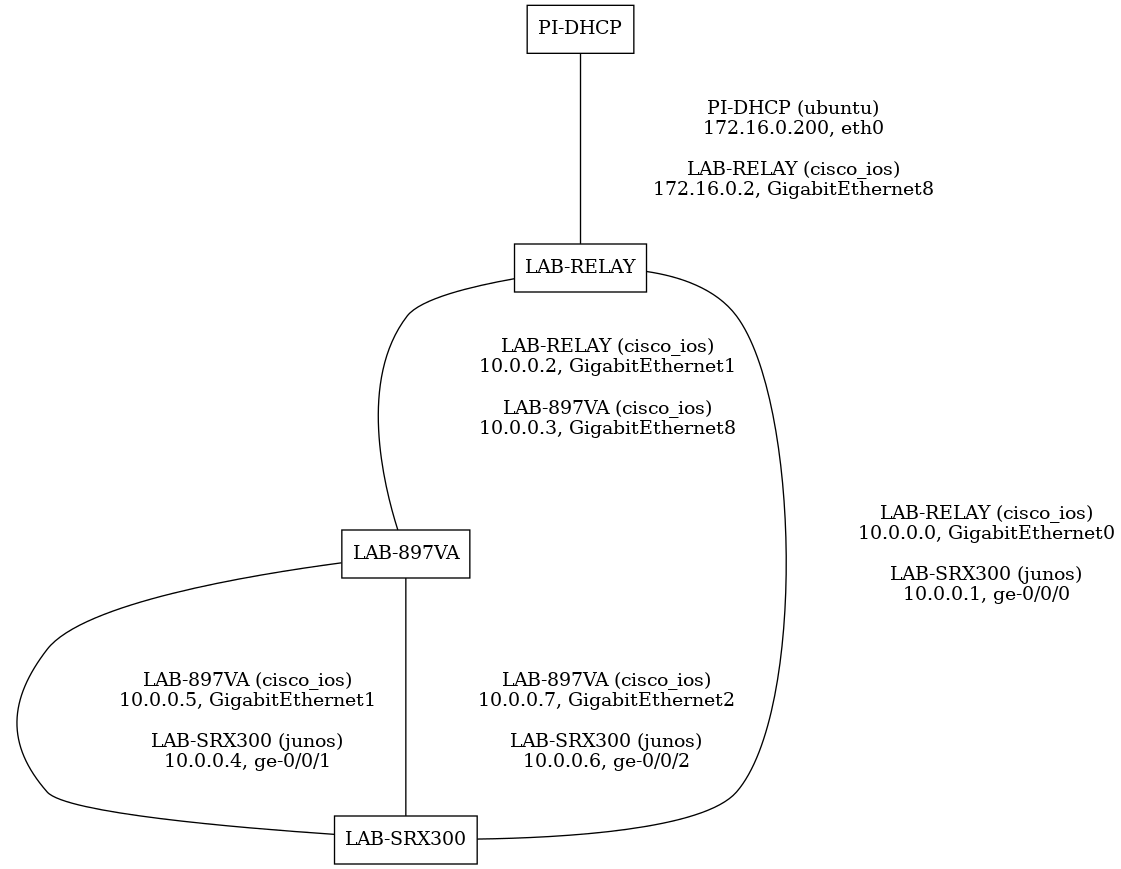 PI-DHCP
PI-DHCP (ubuntu)
172.16.0.200, eth0
LAB-RELAY (cisco_ios)
172.16.0.2, GigabitEthernet8
LAB-RELAY
LAB-RELAY (cisco_ios)
10.0.0.2, GigabitEthernet1
LAB-897VA (cisco_ios)
10.0.0.3, GigabitEthernet8
LAB-RELAY (cisco_ios)
10.0.0.0, GigabitEthernet0
LAB-SRX300 (junos)
10.0.0.1, ge-0/0/0
LAB-897VA
LAB-897VA (cisco_ios)
10.0.0.5, GigabitEthernet1
LAB-SRX300 (junos)
10.0.0.4, ge-0/0/1
LAB-897VA (cisco_ios)
10.0.0.7, GigabitEthernet2
LAB-SRX300 (junos)
10.0.0.6, ge-0/0/2
LAB-SRX300